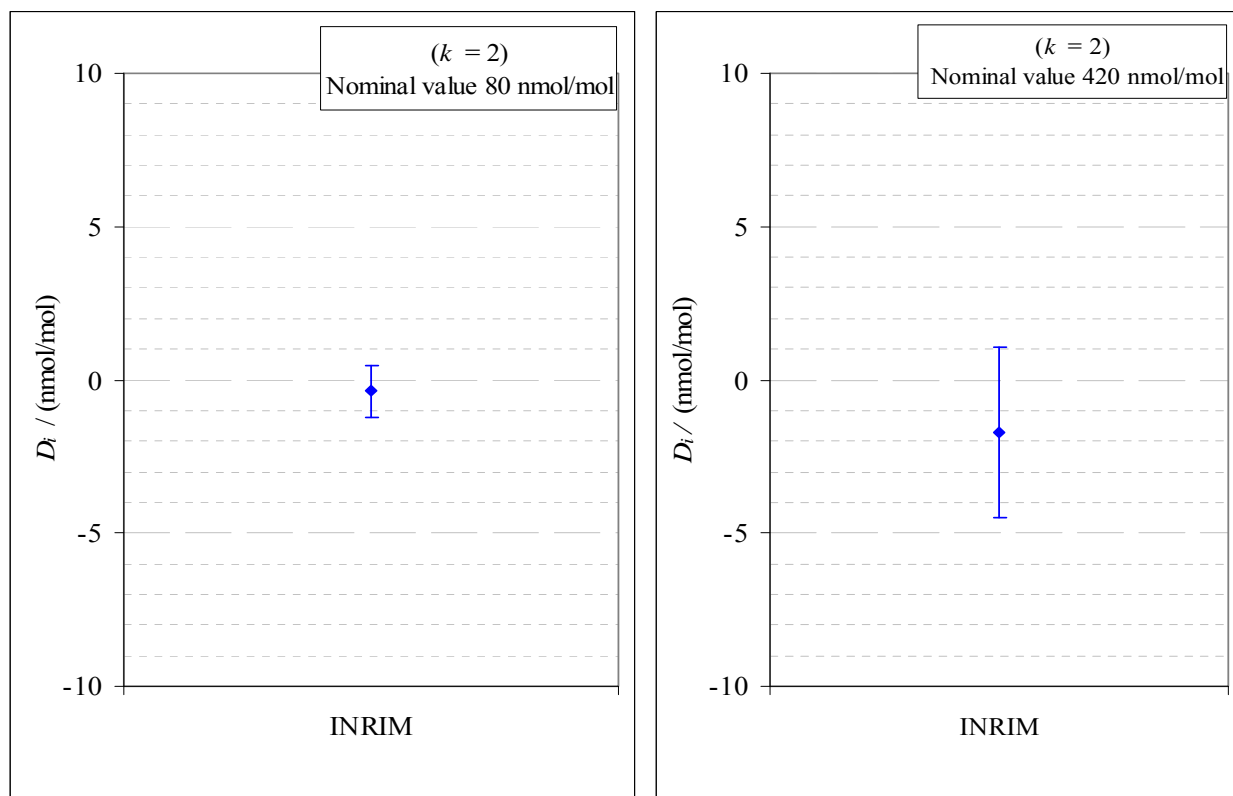 (k = 2)
Nominal value 80 nmol/mol
10
5
0
-5
-10
Di / (nmol/mol)
INRIM
(k = 2)
Nominal value 420 nmol/mol
10
5
0
-5
-10
Di / (nmol/mol)
INRIM